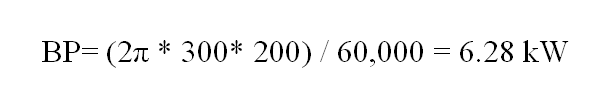 BP= (2π * 300* 200) / 60,000 = 6.28 kW